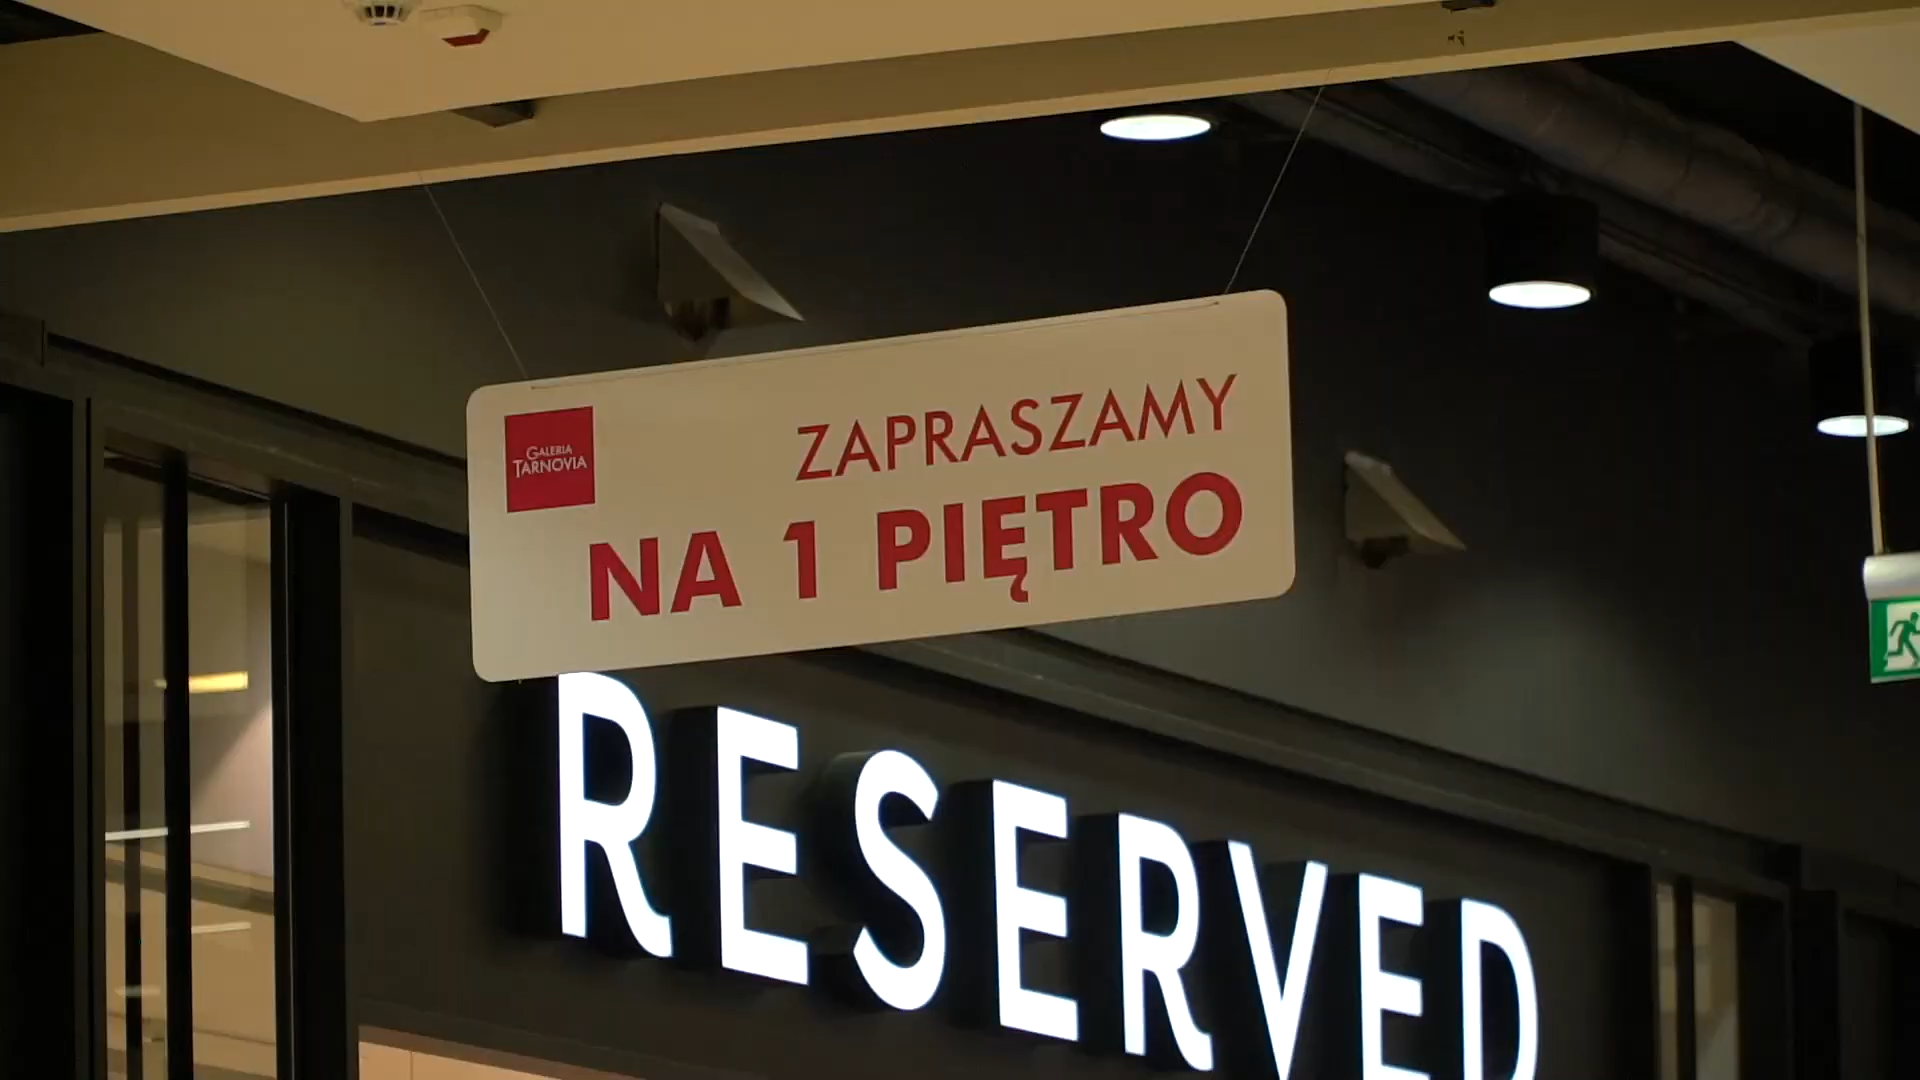 GALERIA
TARNOVIA
ZAPRASZAMY
NA 1 PIĘTRO
RESERVED